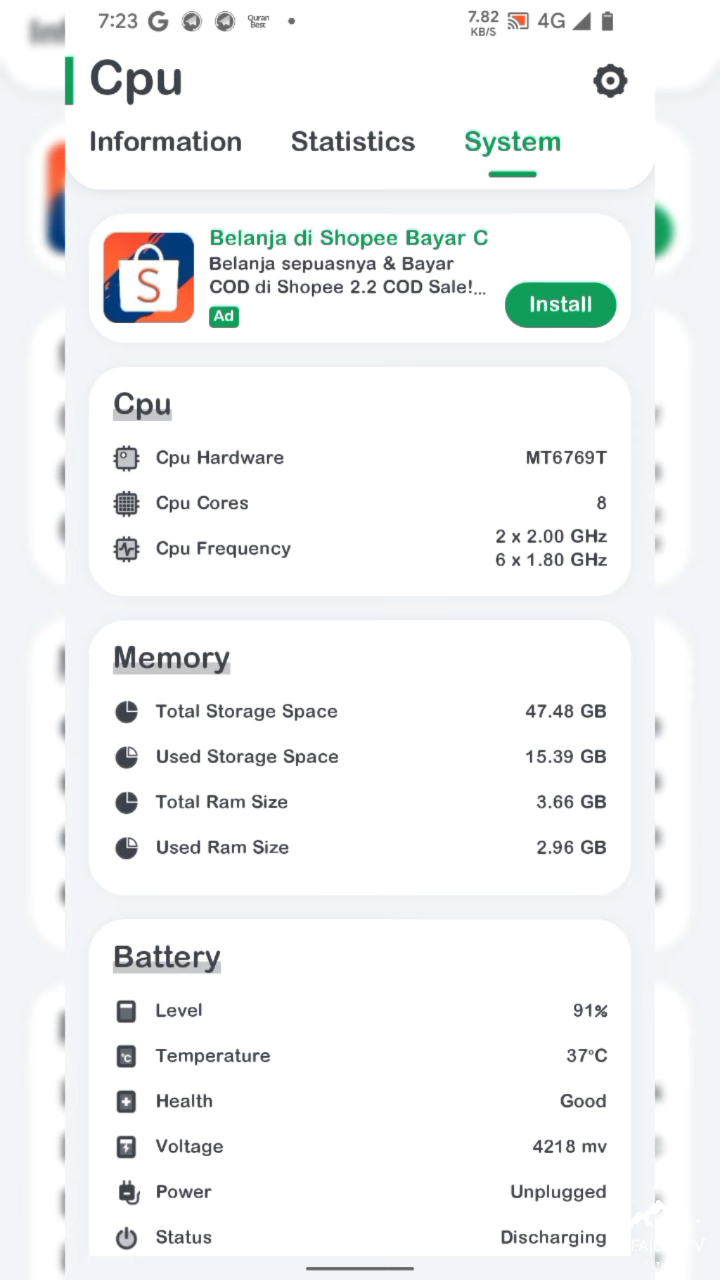 7:23 G Quran Best 7.82 KB/S 4G
Cpu
Information Statistics System
Belanja di Shopee Bayar C
Belanja sepuasnya & Bayar
COD di Shopee 2.2 COD Sale!...
Install
Ad
Cpu
Cpu Hardware MT6769T
Cpu Cores 8
Cpu Frequency 2 x 2.00 GHz
6 x 1.80 GHz
Memory
Total Storage Space 47.48 GB
Used Storage Space 15.39 GB
Total Ram Size 3.66 GB
Used Ram Size 2.96 GB
Battery
Level 91%
Temperature 37°C
Health Good
Voltage 4218 mv
Power Unplugged
Status Discharging